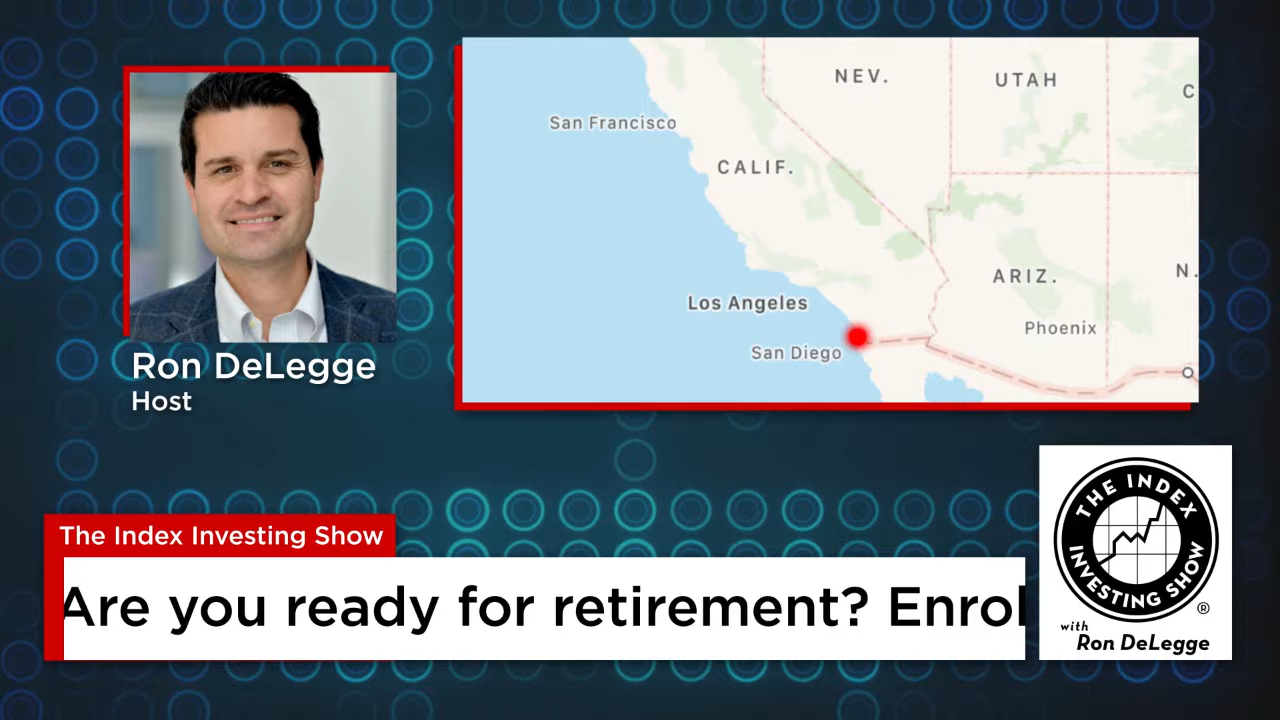 NEV.
UTAH
C
San Francisco
CALIF.
ARIZ.
N.
Los Angeles
Phoenix
San Diego
Ron DeLegge
Host
The Index Investing Show
Are you ready for retirement? Enrol
THE INDEX
INVESTING SHOW
®
with
Ron DeLegge